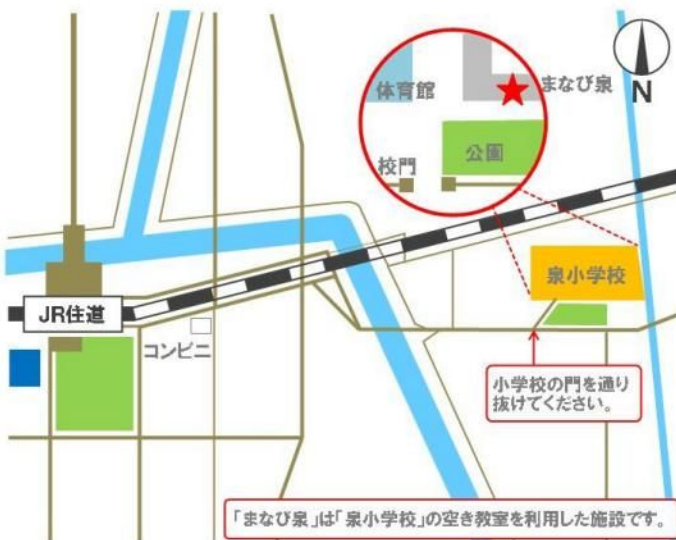 体育館
まなび泉
N
公園
校門
泉小学校
JR住道
コンビニ
小学校の門を通り
抜けてください。
「まなび泉」は「泉小学校」の空き教室を利用した施設です。